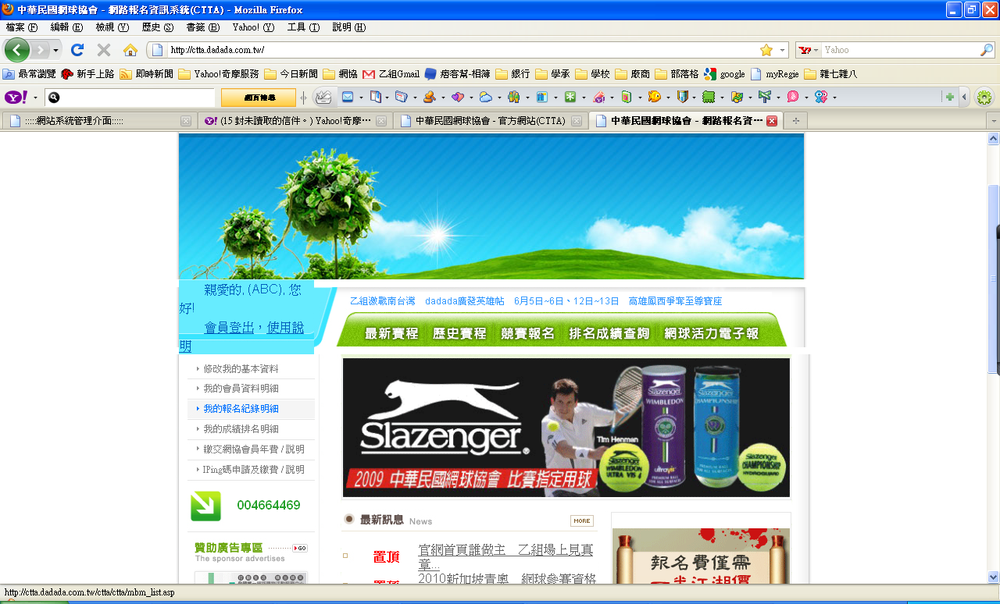 中華民國網球協會 - 網路報名資訊系統(CTTA) - Mozilla Firefox
檔案 (F) 編輯 (E) 檢視 (V) 歷史 (S) 書籤 (B) Yahoo! (Y) 工具 (T) 說明 (H)
http://ctta.dadada.com.tw/
Yahoo
最常瀏覽 新手上路 即時新聞 Yahoo!奇摩服務 今日新聞 網協 乙組Gmail 痞客幫-相簿 銀行 學承 學校 廠商 部落格 google myRegie 雜七雜八
網頁搜尋
:::::網站系統管理介面:::::
(15 封未讀取的信件。) Yahoo!奇摩…
中華民國網球協會 - 官方網站(CTTA)
中華民國網球協會 - 網路報名資…
親愛的, (ABC), 您
好!
會員登出，使用說
明
乙組激戰南台灣 dadada廣發英雄帖 6月5日~6日、12日~13日 高雄鳳西爭奪至尊寶座
最新賽程 歷史賽程 競賽報名 排名成績查詢 網球活力電子報
修改我的基本資料
我的會員資料明細
我的報名紀錄明細
我的成績排名明細
繳交網協會員年費 / 說明
IPing碼申請及繳費 / 說明
004664469
贊助廣告專區 GO
The sponsor advertises
Slazenger
Tim Henman
2009 中華民國網球協會 比賽指定用球
Slazenger
WIMBLEDON
ultravis
Slazenger
CHAMPIONSHIP
Slazenger
WIMBLEDON
ULTRA VIS 4
Slazenger
CHAMPIONSHIP
HYDROGUARD
最新訊息 News MORE
置頂 官網首頁誰做主 乙組場上見真
章...
置頂 2010新加坡青奧 網球參賽資格
報名費僅需
http://ctta.dadada.com.tw/ctta/ctta/mbm_list.asp